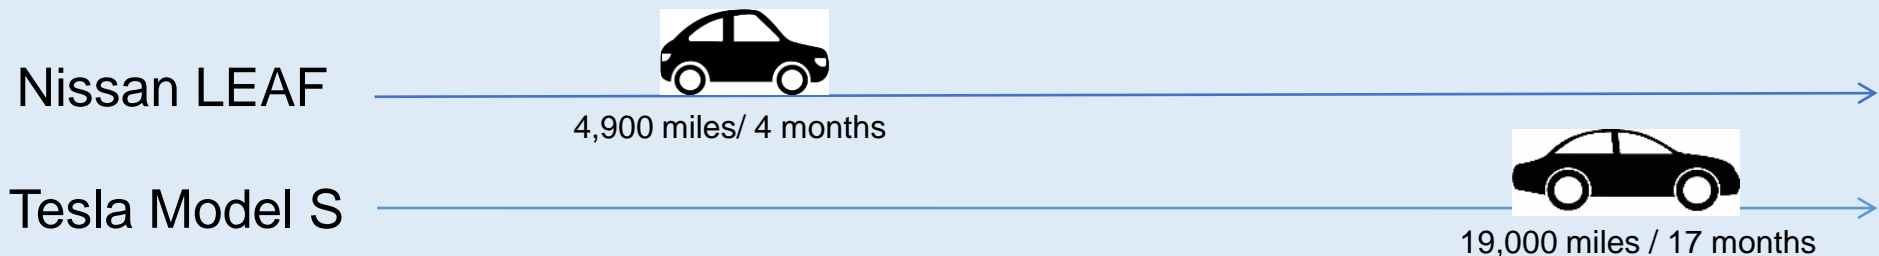 Nissan LEAF
4,900 miles/ 4 months
Tesla Model S
19,000 miles / 17 months